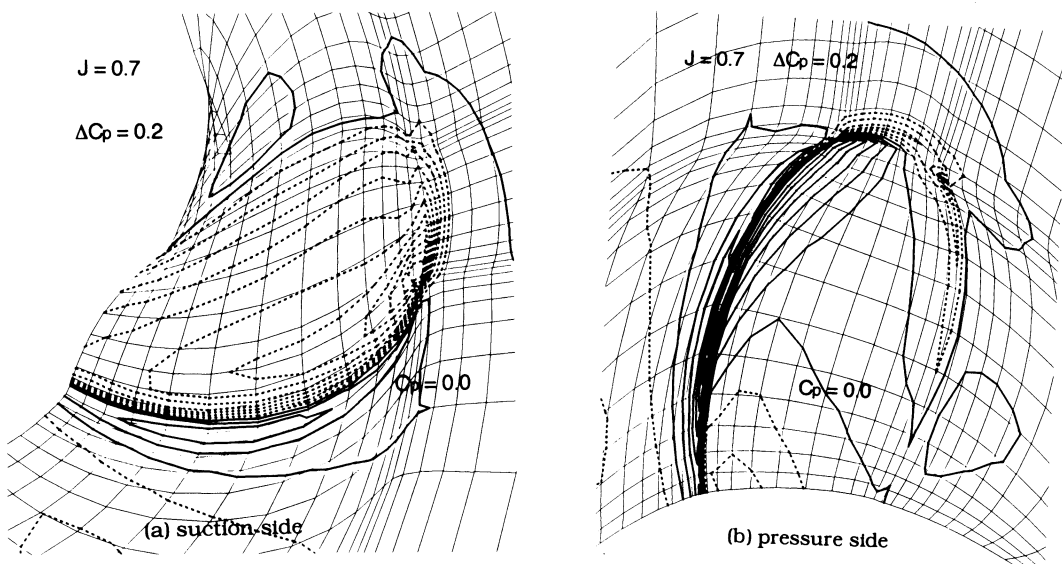 J = 0.7
ΔCp = 0.2
Cp = 0.0
(a) suction-side
J = 0.7 ΔCp = 0.2
Cp = 0.0
(b) pressure side